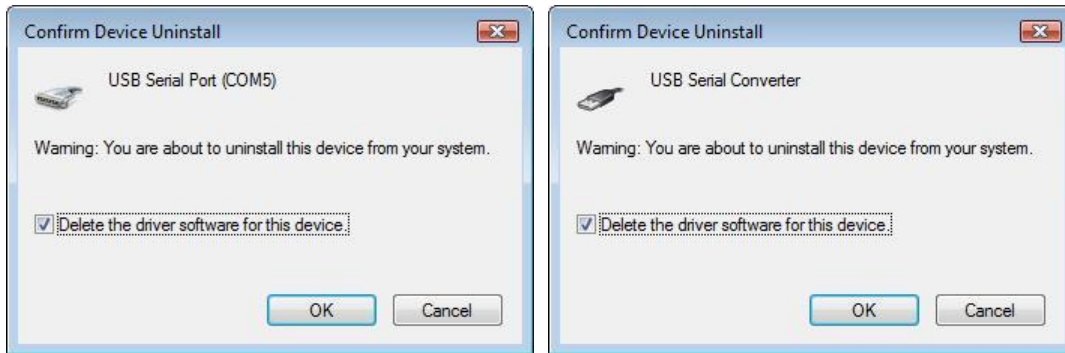 Confirm Device Uninstall
USB Serial Port (COM5)
Warning: You are about to uninstall this device from your system.
Delete the driver software for this device.
OK
Cancel
Confirm Device Uninstall
USB Serial Converter
Warning: You are about to uninstall this device from your system.
Delete the driver software for this device.
OK
Cancel